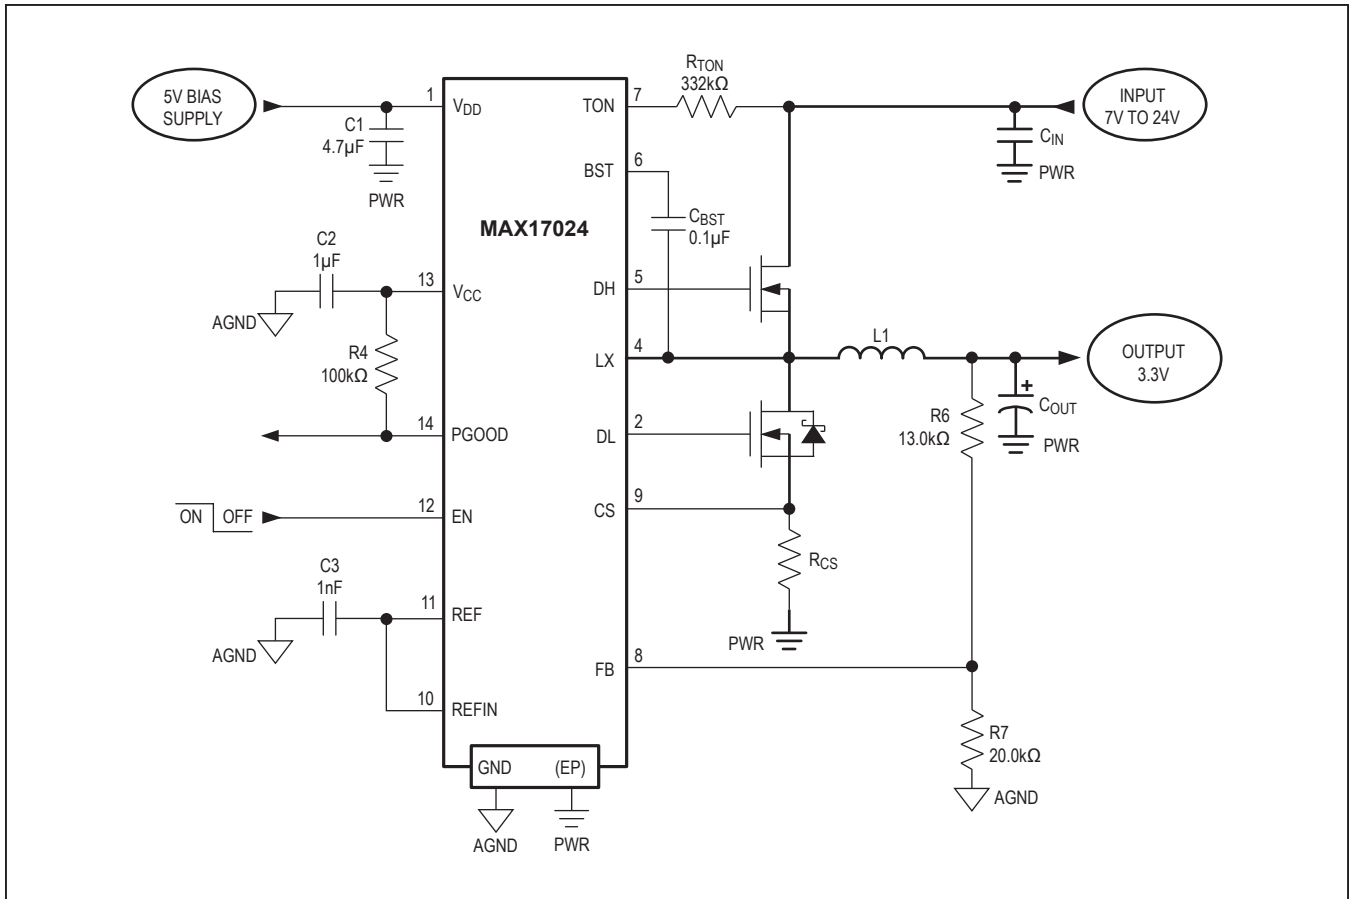 5V BIAS
SUPPLY
C1
4.7µF
PWR
1
VDD
MAX17024
TON
7
RTON
332kΩ
INPUT
7V TO 24V
CIN
PWR
BST
6
CBST
0.1µF
C2
1µF
AGND
13
VCC
R4
100kΩ
DH
5
LX
4
L1
OUTPUT
3.3V
COUT
+
PWR
R6
13.0kΩ
14
PGOOD
DL
2
ON OFF
12
EN
CS
9
RCS
PWR
C3
1nF
AGND
11
REF
10
REFIN
FB
8
R7
20.0kΩ
AGND
GND (EP)
AGND
PWR